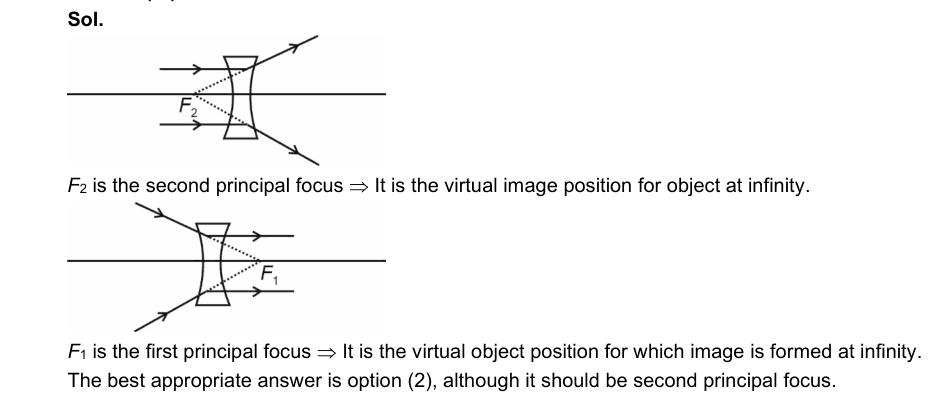 Sol.
F₂
F₂ is the second principal focus ⇒ It is the virtual image position for object at infinity.
F₁
F₁ is the first principal focus ⇒ It is the virtual object position for which image is formed at infinity.
The best appropriate answer is option (2), although it should be second principal focus.